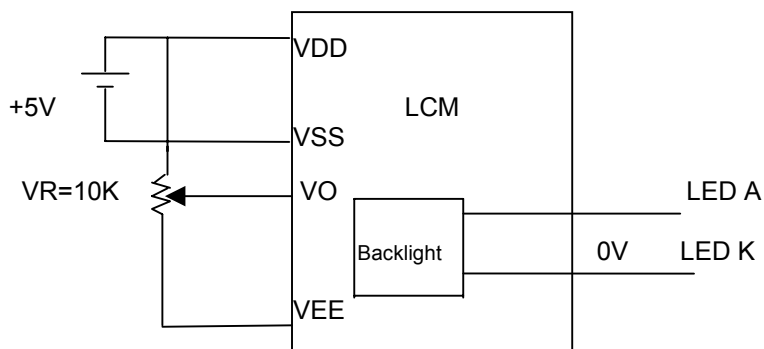 VDD
+5V
LCM
VSS
VR=10K
VO
LED A
Backlight
0V
LED K
VEE